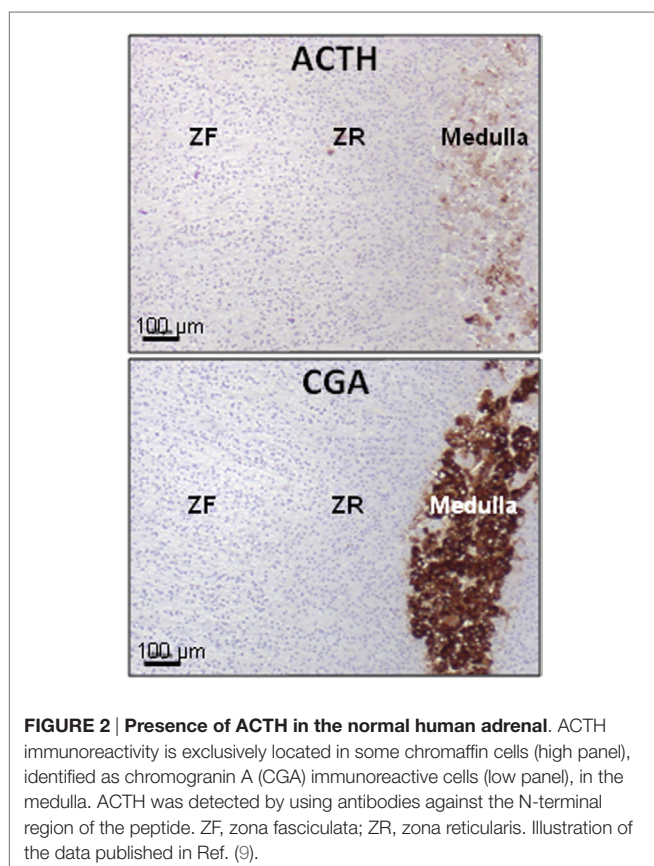 ACTH
ZF ZR Medulla
100 µm
CGA
ZF ZR Medulla
100 µm
FIGURE 2 | Presence of ACTH in the normal human adrenal. ACTH
immunoreactivity is exclusively located in some chromaffin cells (high panel),
identified as chromogranin A (CGA) immunoreactive cells (low panel), in the
medulla. ACTH was detected by using antibodies against the N-terminal
region of the peptide. ZF, zona fasciculata; ZR, zona reticularis. Illustration of
the data published in Ref. (9).